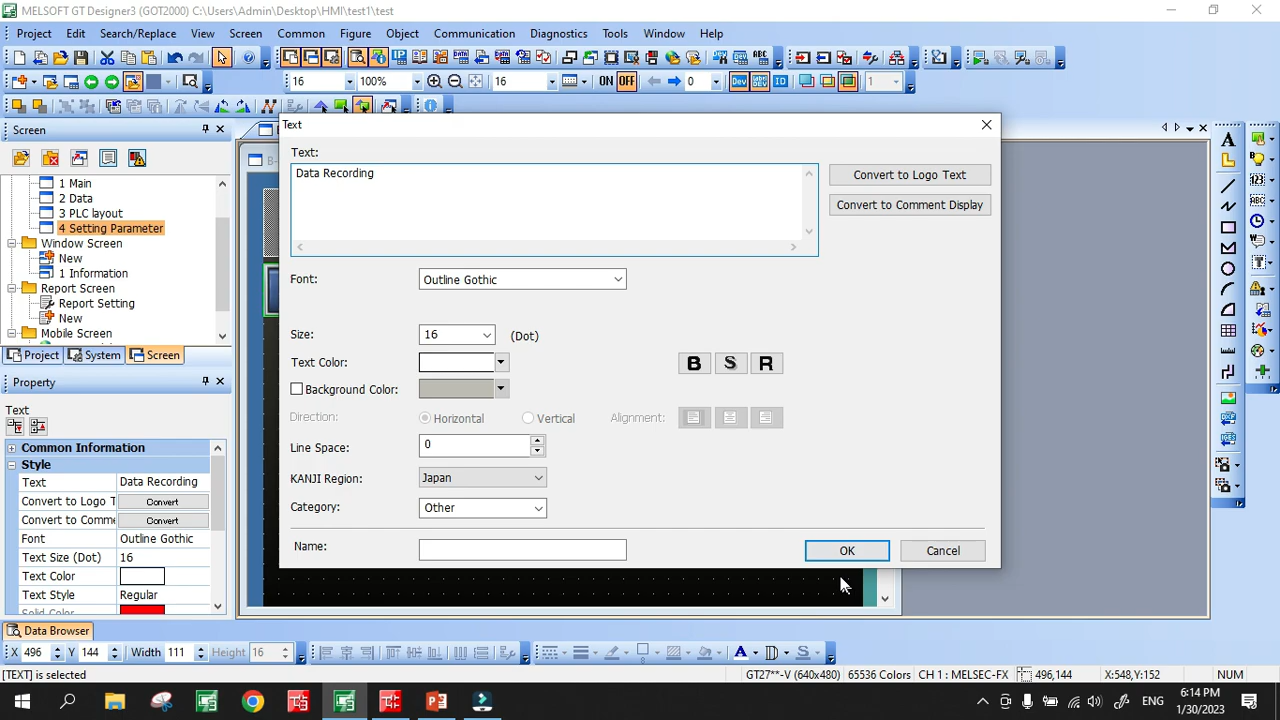 MELSOFT GT Designer3 (GOT2000) C:\Users\Admin\Desktop\HMI\test1\test
Project Edit Search/Replace View Screen Common Figure Object Communication Diagnostics Tools Window Help
16 100% 16 ON OFF 0 Dev IO 1
Screen
1 Main
2 Data
3 PLC layout
4 Setting Parameter
Window Screen
New
1 Information
Report Screen
Report Setting
New
Mobile Screen
Project System Screen
Property
Text
Common Information
Style
Text Data Recording
Convert to Logo T Convert
Convert to Comme Convert
Font Outline Gothic
Text Size (Dot) 16
Text Color
Text Style Regular
Solid Color
Data Browser
Text
Text:
Data Recording
Convert to Logo Text
Convert to Comment Display
Font: Outline Gothic
Size: 16 (Dot)
Text Color: B S R
Background Color:
Direction: Horizontal Vertical Alignment:
Line Space: 0
KANJI Region: Japan
Category: Other
Name:
OK Cancel
X 496 Y 144 Width 111 Height 16
[TEXT] is selected GT27**-V (640x480) 65536 Colors CH 1 : MELSEC-FX 496,144 X:548,Y:152 NUM
ENG 6:14 PM
1/30/2023